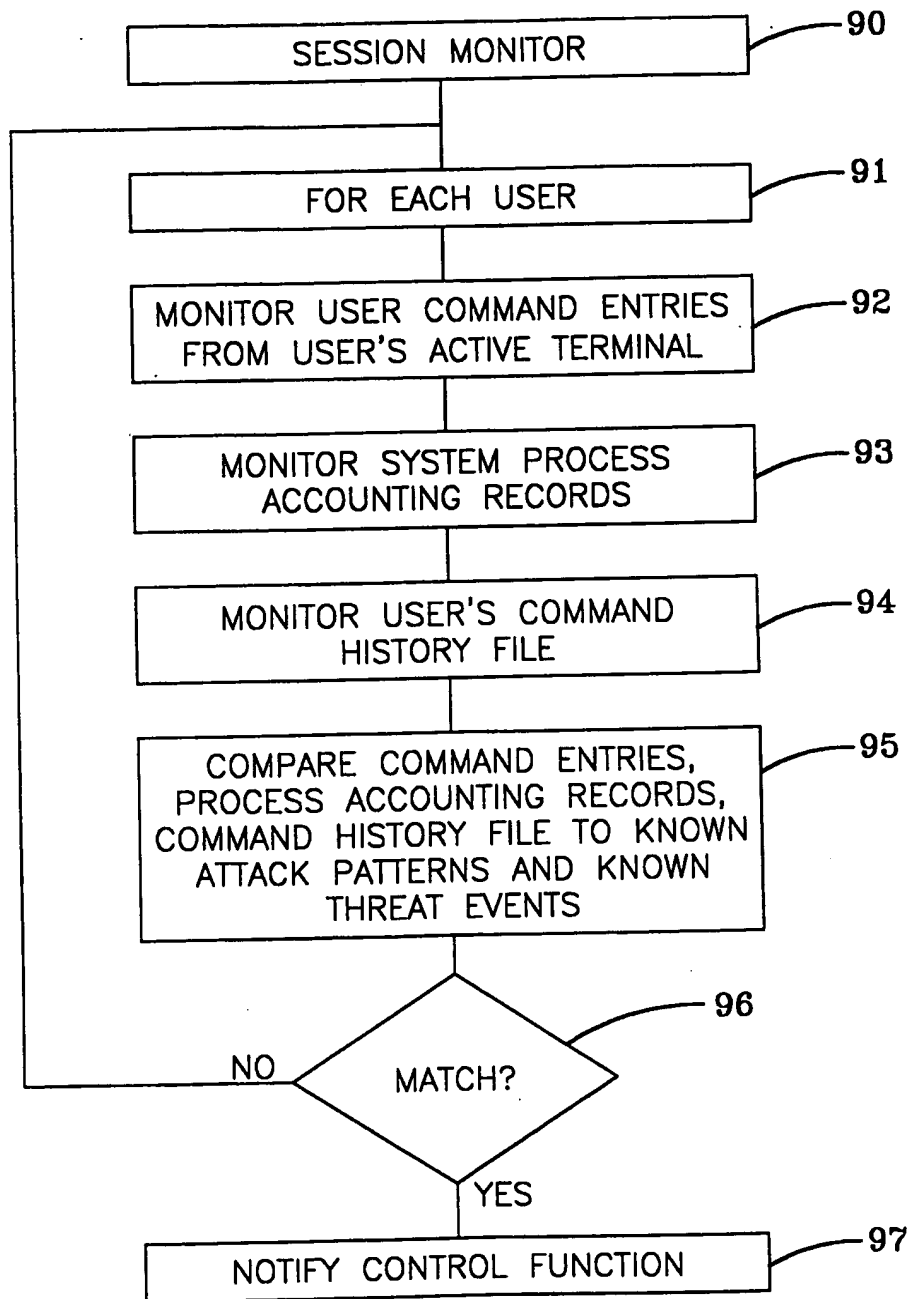 SESSION MONITOR
90
FOR EACH USER
91
MONITOR USER COMMAND ENTRIES
FROM USER'S ACTIVE TERMINAL
92
MONITOR SYSTEM PROCESS
ACCOUNTING RECORDS
93
MONITOR USER'S COMMAND
HISTORY FILE
94
COMPARE COMMAND ENTRIES,
PROCESS ACCOUNTING RECORDS,
COMMAND HISTORY FILE TO KNOWN
ATTACK PATTERNS AND KNOWN
THREAT EVENTS
95
MATCH?
96
NO
YES
NOTIFY CONTROL FUNCTION
97